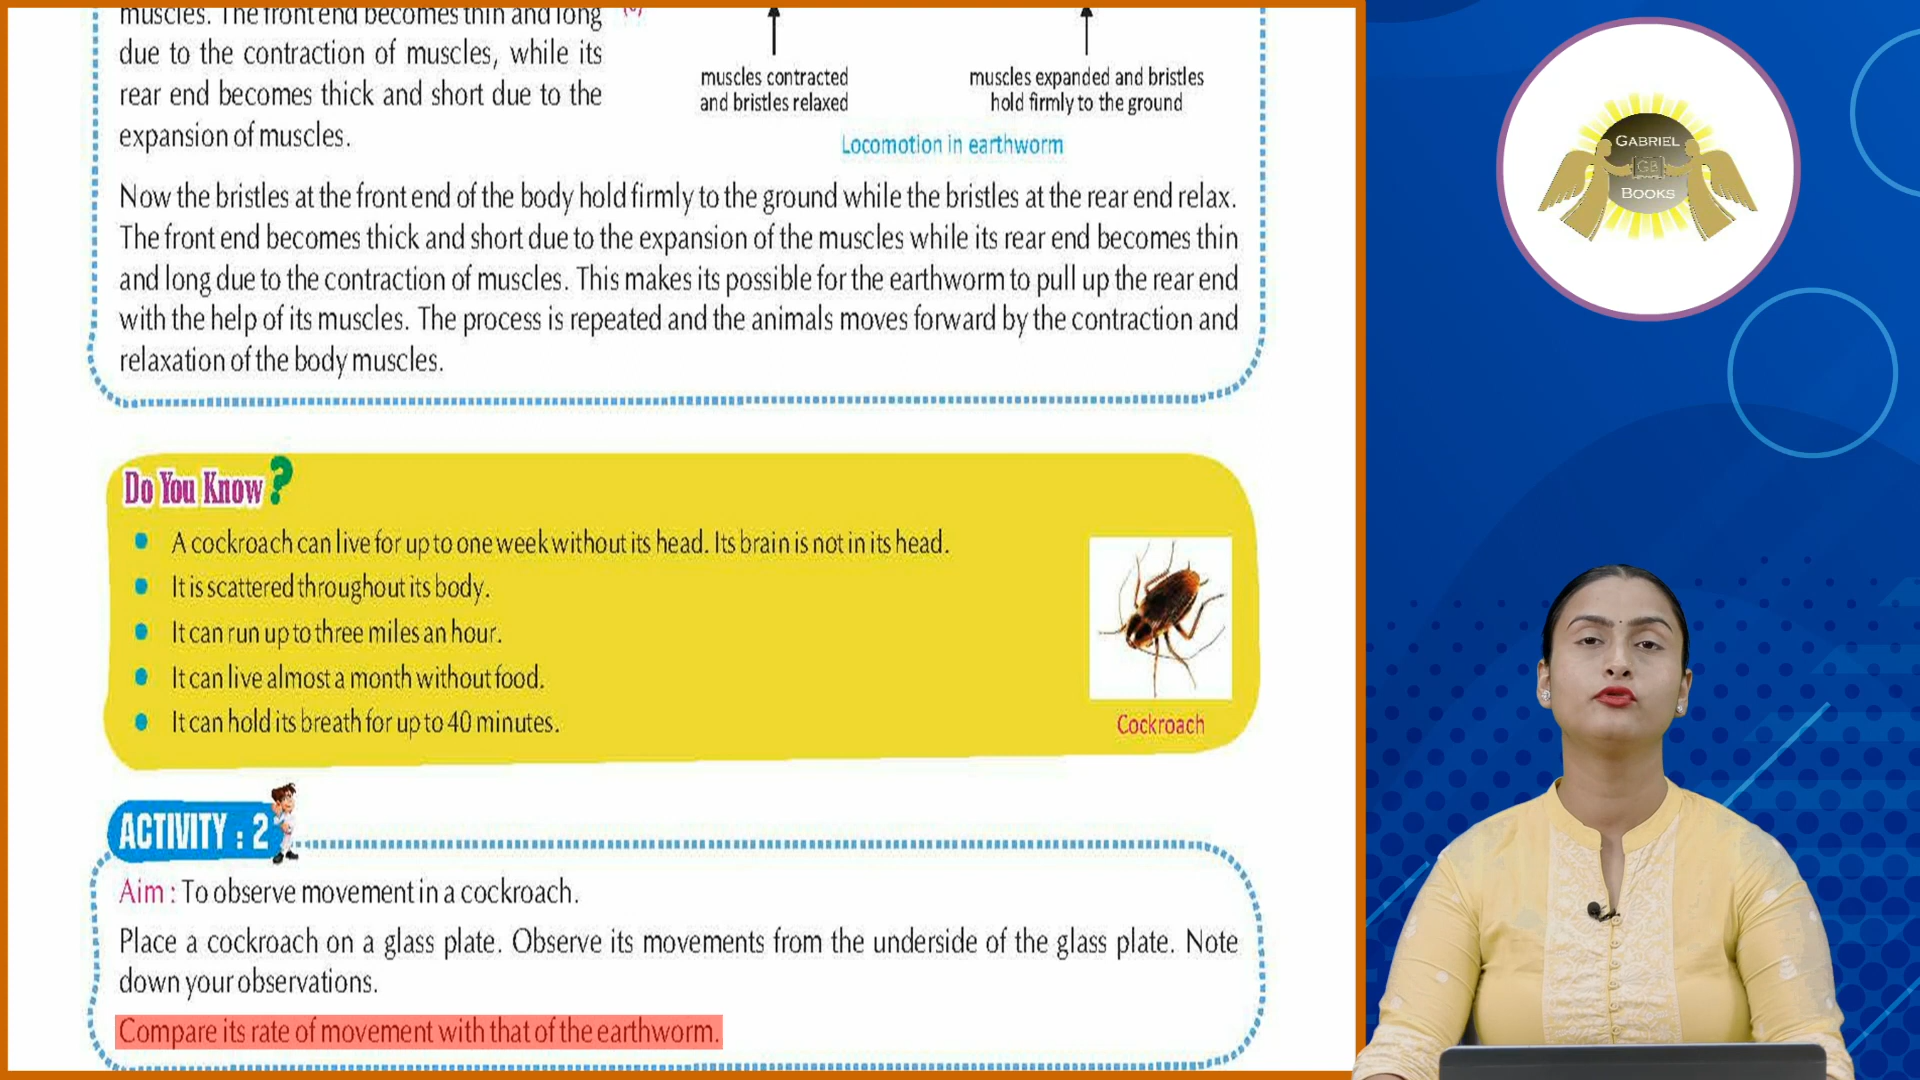 muscles. The front end becomes thin and long
due to the contraction of muscles, while its
rear end becomes thick and short due to the
expansion of muscles.
muscles contracted
and bristles relaxed
muscles expanded and bristles
hold firmly to the ground
Locomotion in earthworm
Now the bristles at the front end of the body hold firmly to the ground while the bristles at the rear end relax.
The front end becomes thick and short due to the expansion of the muscles while its rear end becomes thin
and long due to the contraction of muscles. This makes its possible for the earthworm to pull up the rear end
with the help of its muscles. The process is repeated and the animals moves forward by the contraction and
relaxation of the body muscles.
Do You Know ?
A cockroach can live for up to one week without its head. Its brain is not in its head.
It is scattered throughout its body.
It can run up to three miles an hour.
It can live almost a month without food.
It can hold its breath for up to 40 minutes.
Cockroach
ACTIVITY : 2
Aim : To observe movement in a cockroach.
Place a cockroach on a glass plate. Observe its movements from the underside of the glass plate. Note
down your observations.
Compare its rate of movement with that of the earthworm.
GABRIEL
GB
BOOKS